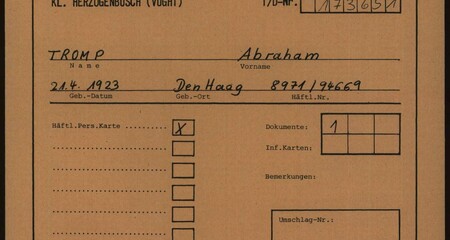 KL. HERZOGENBUSCH (VUGHT) T/D-Nr. 173651
TROMP Abraham
Name Vorname
21.4. 1923 Den Haag 8971/94669
Geb.-Datum Geb.-Ort Häftl.Nr.
Häftl.Pers.Karte X Dokumente: 1
Inf.Karten:
Bemerkungen:
Umschlag-Nr.: